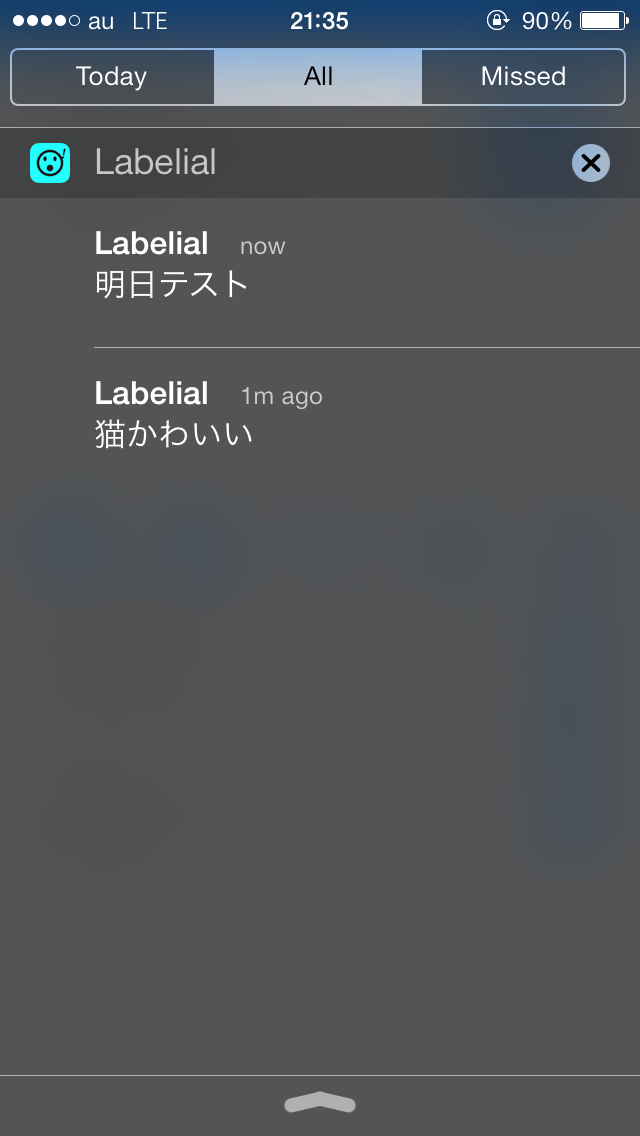 au LTE 21:35 90%
Today All Missed
Labelial
Labelial now
明日テスト
Labelial 1m ago
猫かわいい